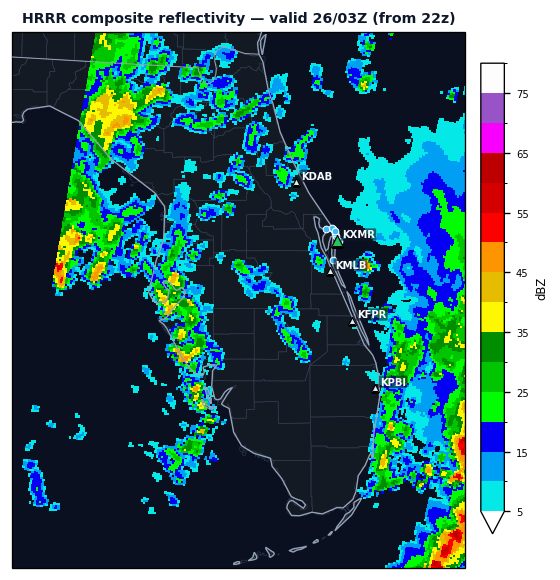 HRRR composite reflectivity — valid 26/03Z (from 22z)
KDAB
KXMR
KMLB
KFPR
KPBI
75
65
55
45
35
25
15
5
dBZ